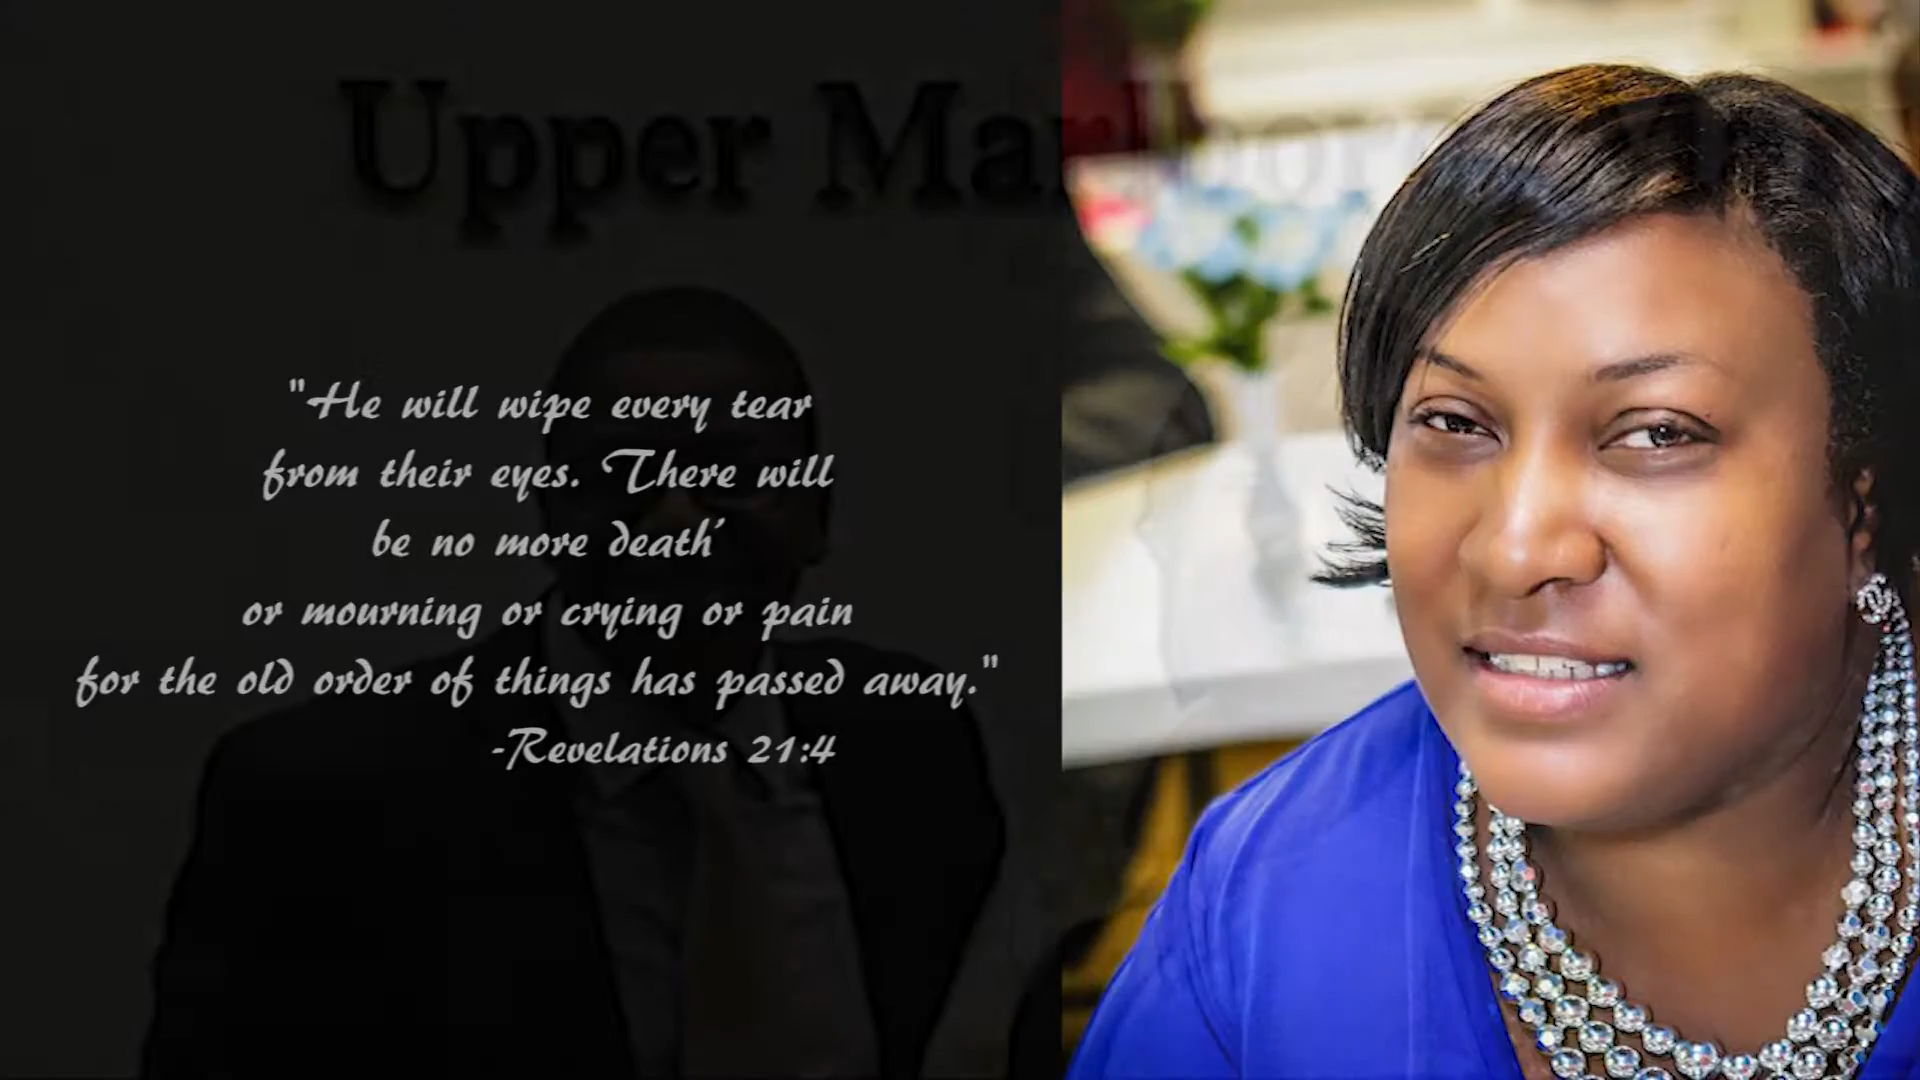 Upper Marlboro
"He will wipe every tear
from their eyes. There will
be no more death'
or mourning or crying or pain
for the old order of things has passed away."
-Revelations 21:4